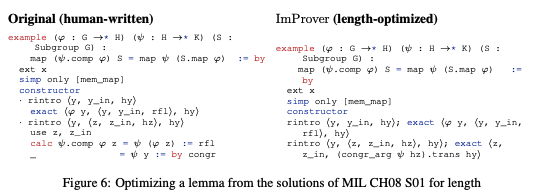 Original (human-written)
example (φ : G →* H) (ψ : H →* K) (S :
Subgroup G) :
map (ψ.comp φ) S = map ψ (S.map φ) := by
ext x
simp only [mem_map]
constructor
· rintro ⟨y, y_in, hy⟩
exact ⟨φ y, ⟨y, y_in, rfl⟩, hy⟩
· rintro ⟨y, ⟨z, z_in, hz⟩, hy⟩
use z, z_in
calc ψ.comp φ z = ψ (φ z) := rfl
_ = ψ y := by congr
ImProver (length-optimized)
example (φ : G →* H) (ψ : H →* K) (S :
Subgroup G) :
map (ψ.comp φ) S = map ψ (S.map φ) :=
by
ext x
simp only [mem_map]
constructor
rintro ⟨y, y_in, hy⟩; exact ⟨φ y, ⟨y, y_in,
rfl⟩, hy⟩
rintro ⟨y, ⟨z, z_in, hz⟩, hy⟩; exact ⟨z,
z_in, (congr_arg ψ hz).trans hy⟩
Figure 6: Optimizing a lemma from the solutions of MIL CH08 S01 for length